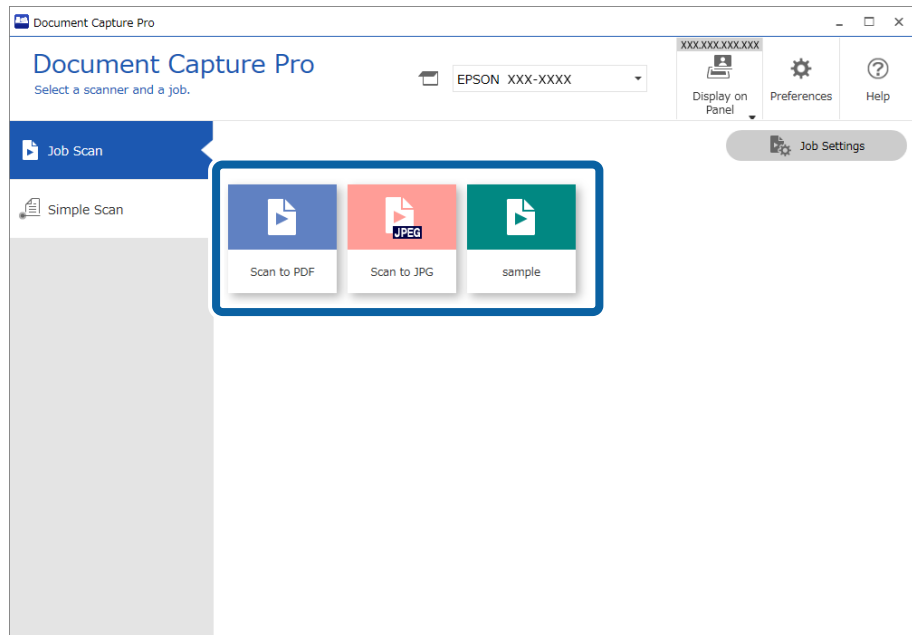 Document Capture Pro
Document Capture Pro
Select a scanner and a job.
EPSON XXX-XXXX
XXX.XXX.XXX.XXX
Display on
Panel
Preferences
Help
Job Scan
Job Settings
Simple Scan
JPEG
Scan to PDF
Scan to JPG
sample